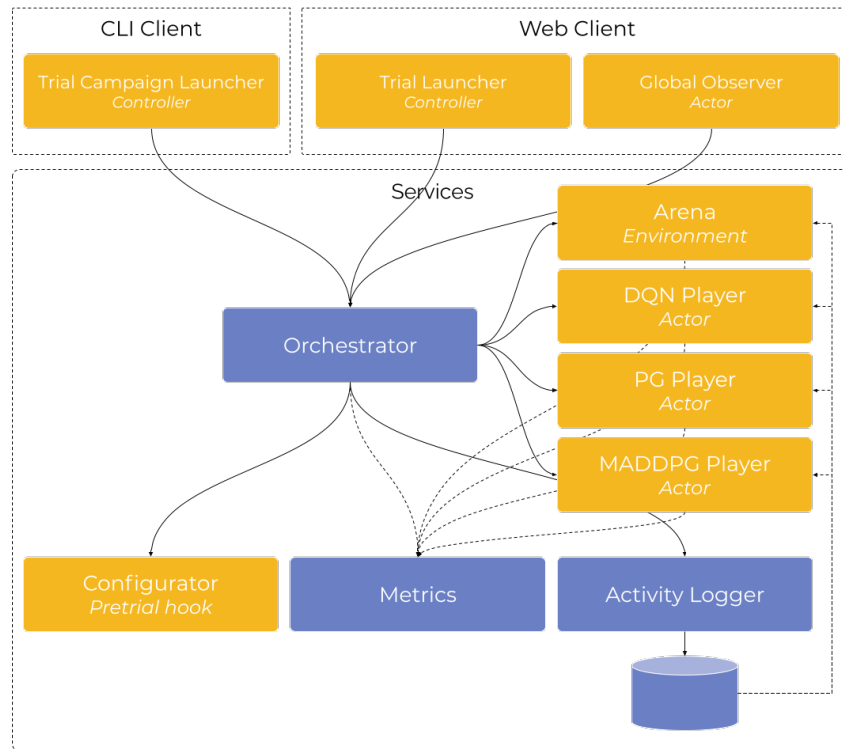 CLI Client
Web Client
Trial Campaign Launcher
Controller
Trial Launcher
Controller
Global Observer
Actor
Services
Arena
Environment
DQN Player
Actor
Orchestrator
PG Player
Actor
MADDPG Player
Actor
Configurator
Pretrial hook
Metrics
Activity Logger